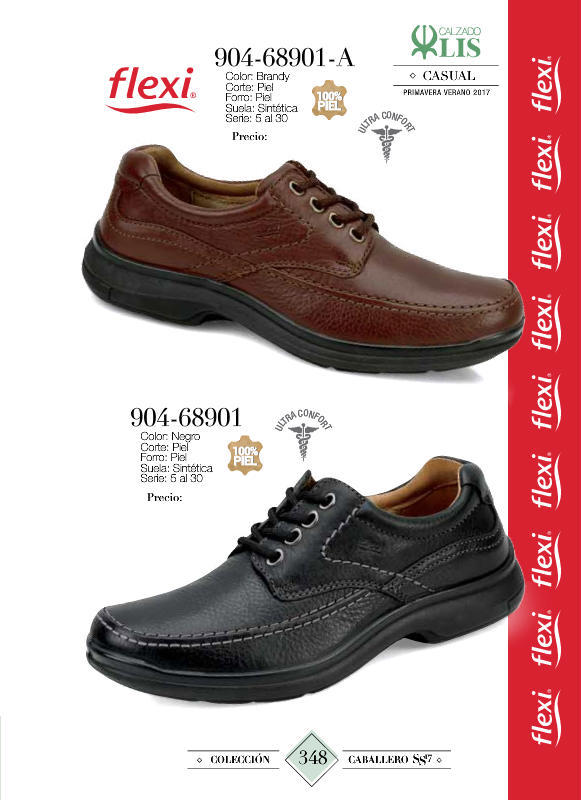 904-68901-A
Color: Brandy
Corte: Piel
Forro: Piel
Suela: Sintética
Serie: 5 al 30
Precio:
flexi®
100%
PIEL
ULTRA CONFORT
CALZADO
LIS
CASUAL
PRIMAVERA VERANO 2017
904-68901
Color: Negro
Corte: Piel
Forro: Piel
Suela: Sintética
Serie: 5 al 30
Precio:
100%
PIEL
ULTRA CONFORT
flexi®
flexi®
flexi®
flexi®
flexi®
flexi®
flexi®
flexi®
flexi®
COLECCIÓN
348
CABALLERO